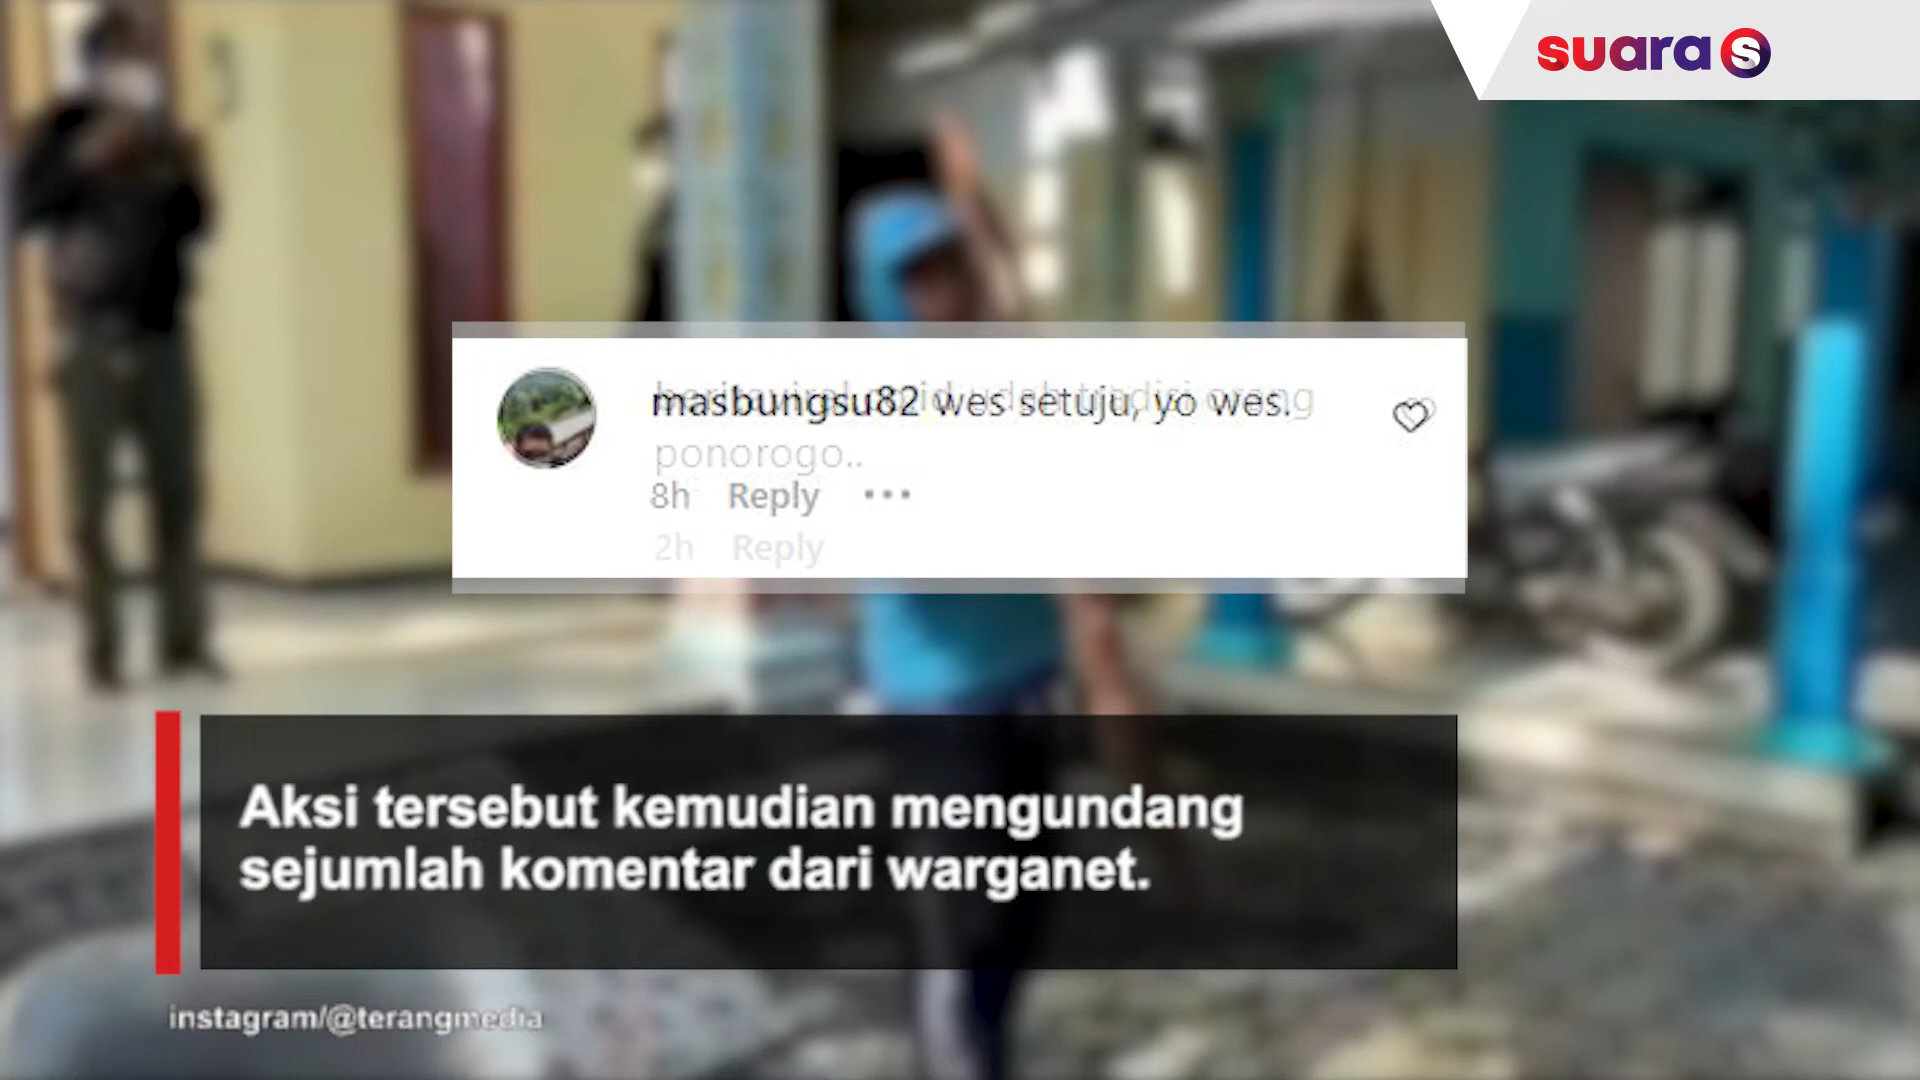 suara S
masbungsu82 wes setuju, yo wes.
ponorogo..
8h Reply •••
2h Reply
Aksi tersebut kemudian mengundang
sejumlah komentar dari warganet.
instagram/@terangmedia